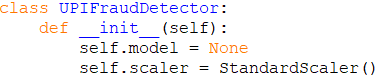 class UPIFraudDetector:
    def __init__(self):
        self.model = None
        self.scaler = StandardScaler()